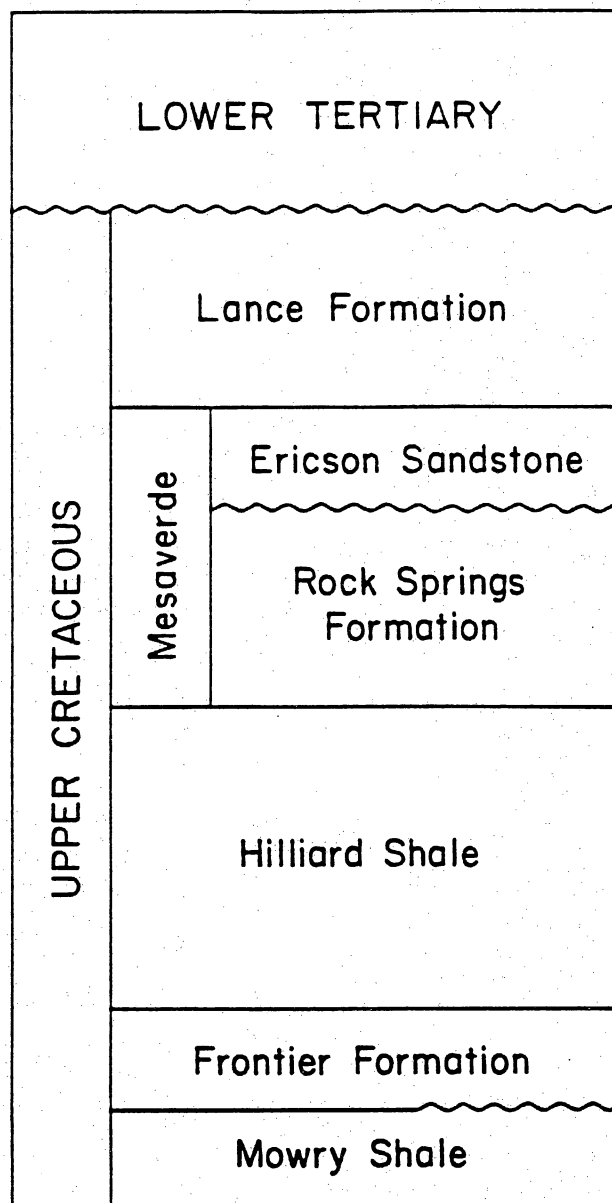 LOWER TERTIARY
UPPER CRETACEOUS
Lance Formation
Mesaverde
Ericson Sandstone
Rock Springs
Formation
Hilliard Shale
Frontier Formation
Mowry Shale